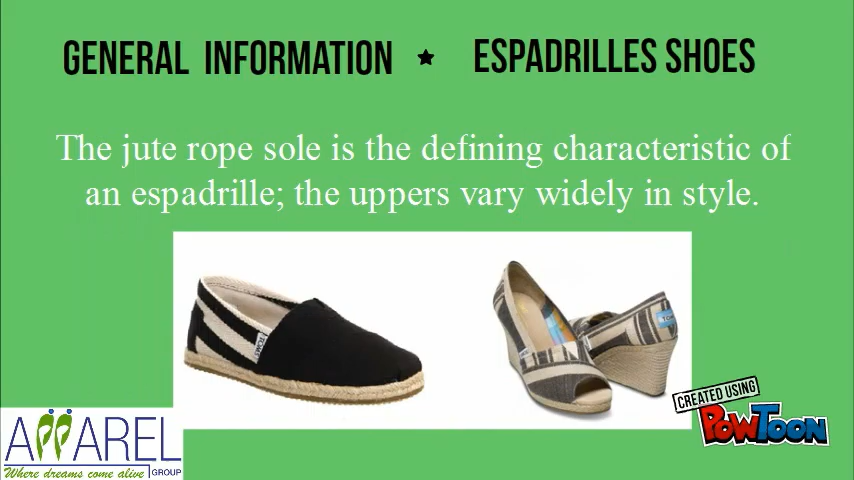 GENERAL INFORMATION ★ ESPADRILLES SHOES
The jute rope sole is the defining characteristic of
an espadrille; the uppers vary widely in style.
TOMS
CREATED USING
POWTOON
APPAREL
Where dreams come alive GROUP